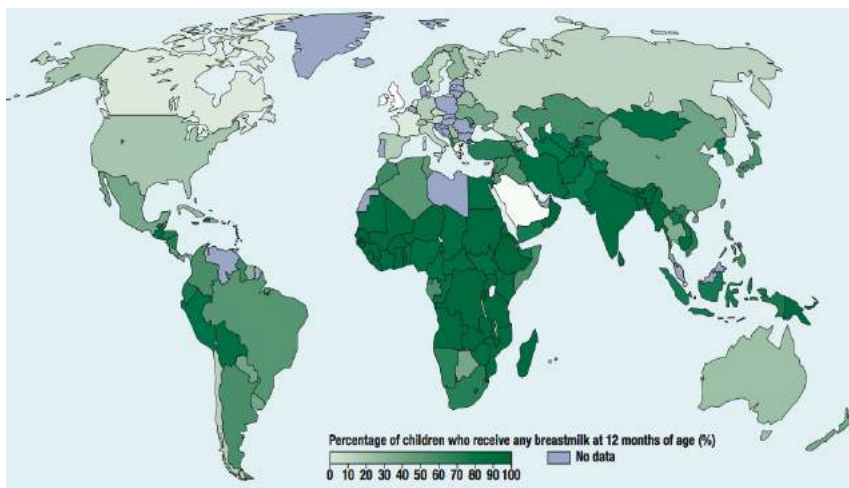 Percentage of children who receive any breastmilk at 12 months of age (%)
No data
0 10 20 30 40 50 60 70 80 90 100